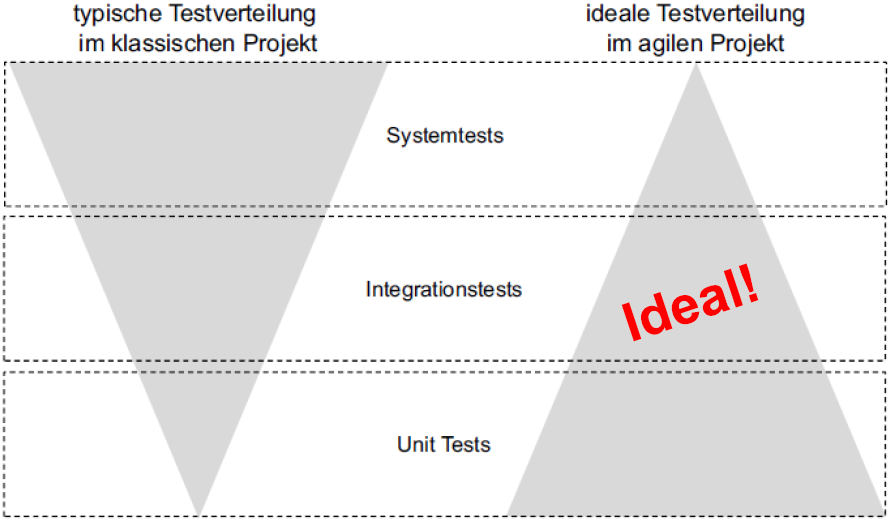 typische Testverteilung
im klassischen Projekt
ideale Testverteilung
im agilen Projekt
Systemtests
Integrationstests
Ideal!
Unit Tests